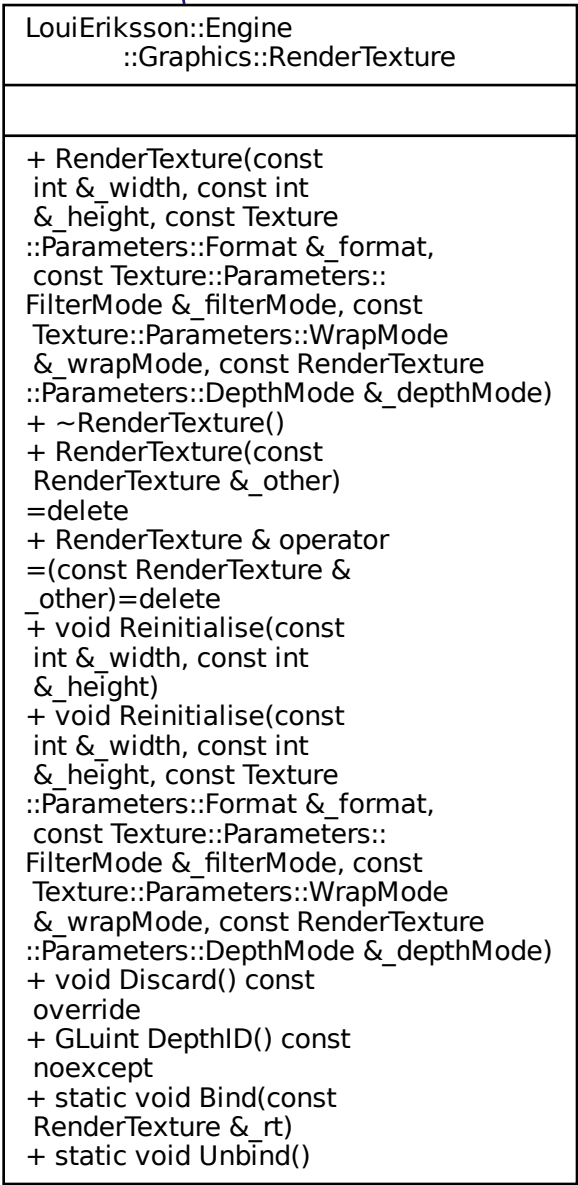 LouiEriksson::Engine
::Graphics::RenderTexture
+ RenderTexture(const
int &_width, const int
&_height, const Texture
::Parameters::Format &_format,
const Texture::Parameters::
FilterMode &_filterMode, const
Texture::Parameters::WrapMode
&_wrapMode, const RenderTexture
::Parameters::DepthMode &_depthMode)
+ ~RenderTexture()
+ RenderTexture(const
RenderTexture &_other)
=delete
+ RenderTexture & operator
=(const RenderTexture &
_other)=delete
+ void Reinitialise(const
int &_width, const int
&_height)
+ void Reinitialise(const
int &_width, const int
&_height, const Texture
::Parameters::Format &_format,
const Texture::Parameters::
FilterMode &_filterMode, const
Texture::Parameters::WrapMode
&_wrapMode, const RenderTexture
::Parameters::DepthMode &_depthMode)
+ void Discard() const
override
+ GLuint DepthID() const
noexcept
+ static void Bind(const
RenderTexture &_rt)
+ static void Unbind()